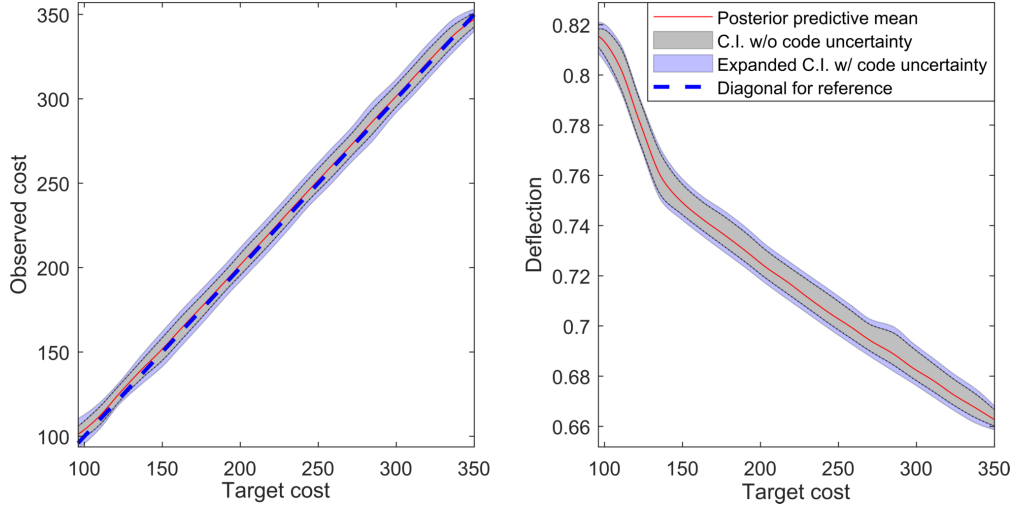 Observed cost
350
300
250
200
150
100
100 150 200 250 300 350
Target cost
Deflection
0.82
0.8
0.78
0.76
0.74
0.72
0.7
0.68
0.66
100 150 200 250 300 350
Target cost
Posterior predictive mean
C.I. w/o code uncertainty
Expanded C.I. w/ code uncertainty
Diagonal for reference